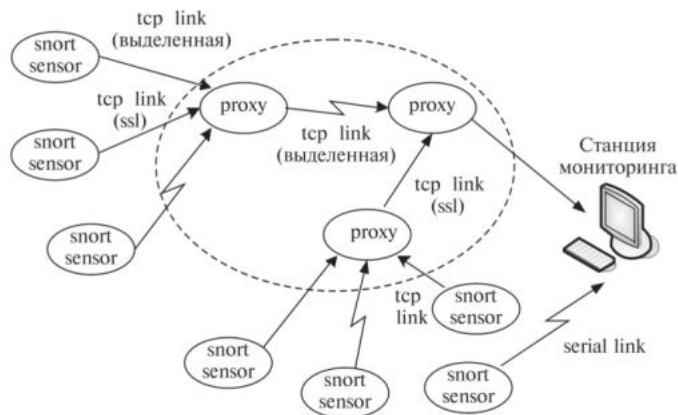 tcp link
(выделенная)
snort
sensor
tcp link
(ssl)
proxy
proxy
snort
sensor
tcp link
(выделенная)
Станция
мониторинга
tcp link
(ssl)
snort
sensor
proxy
tcp
link
snort
sensor
snort
sensor
serial link
snort
sensor
snort
sensor